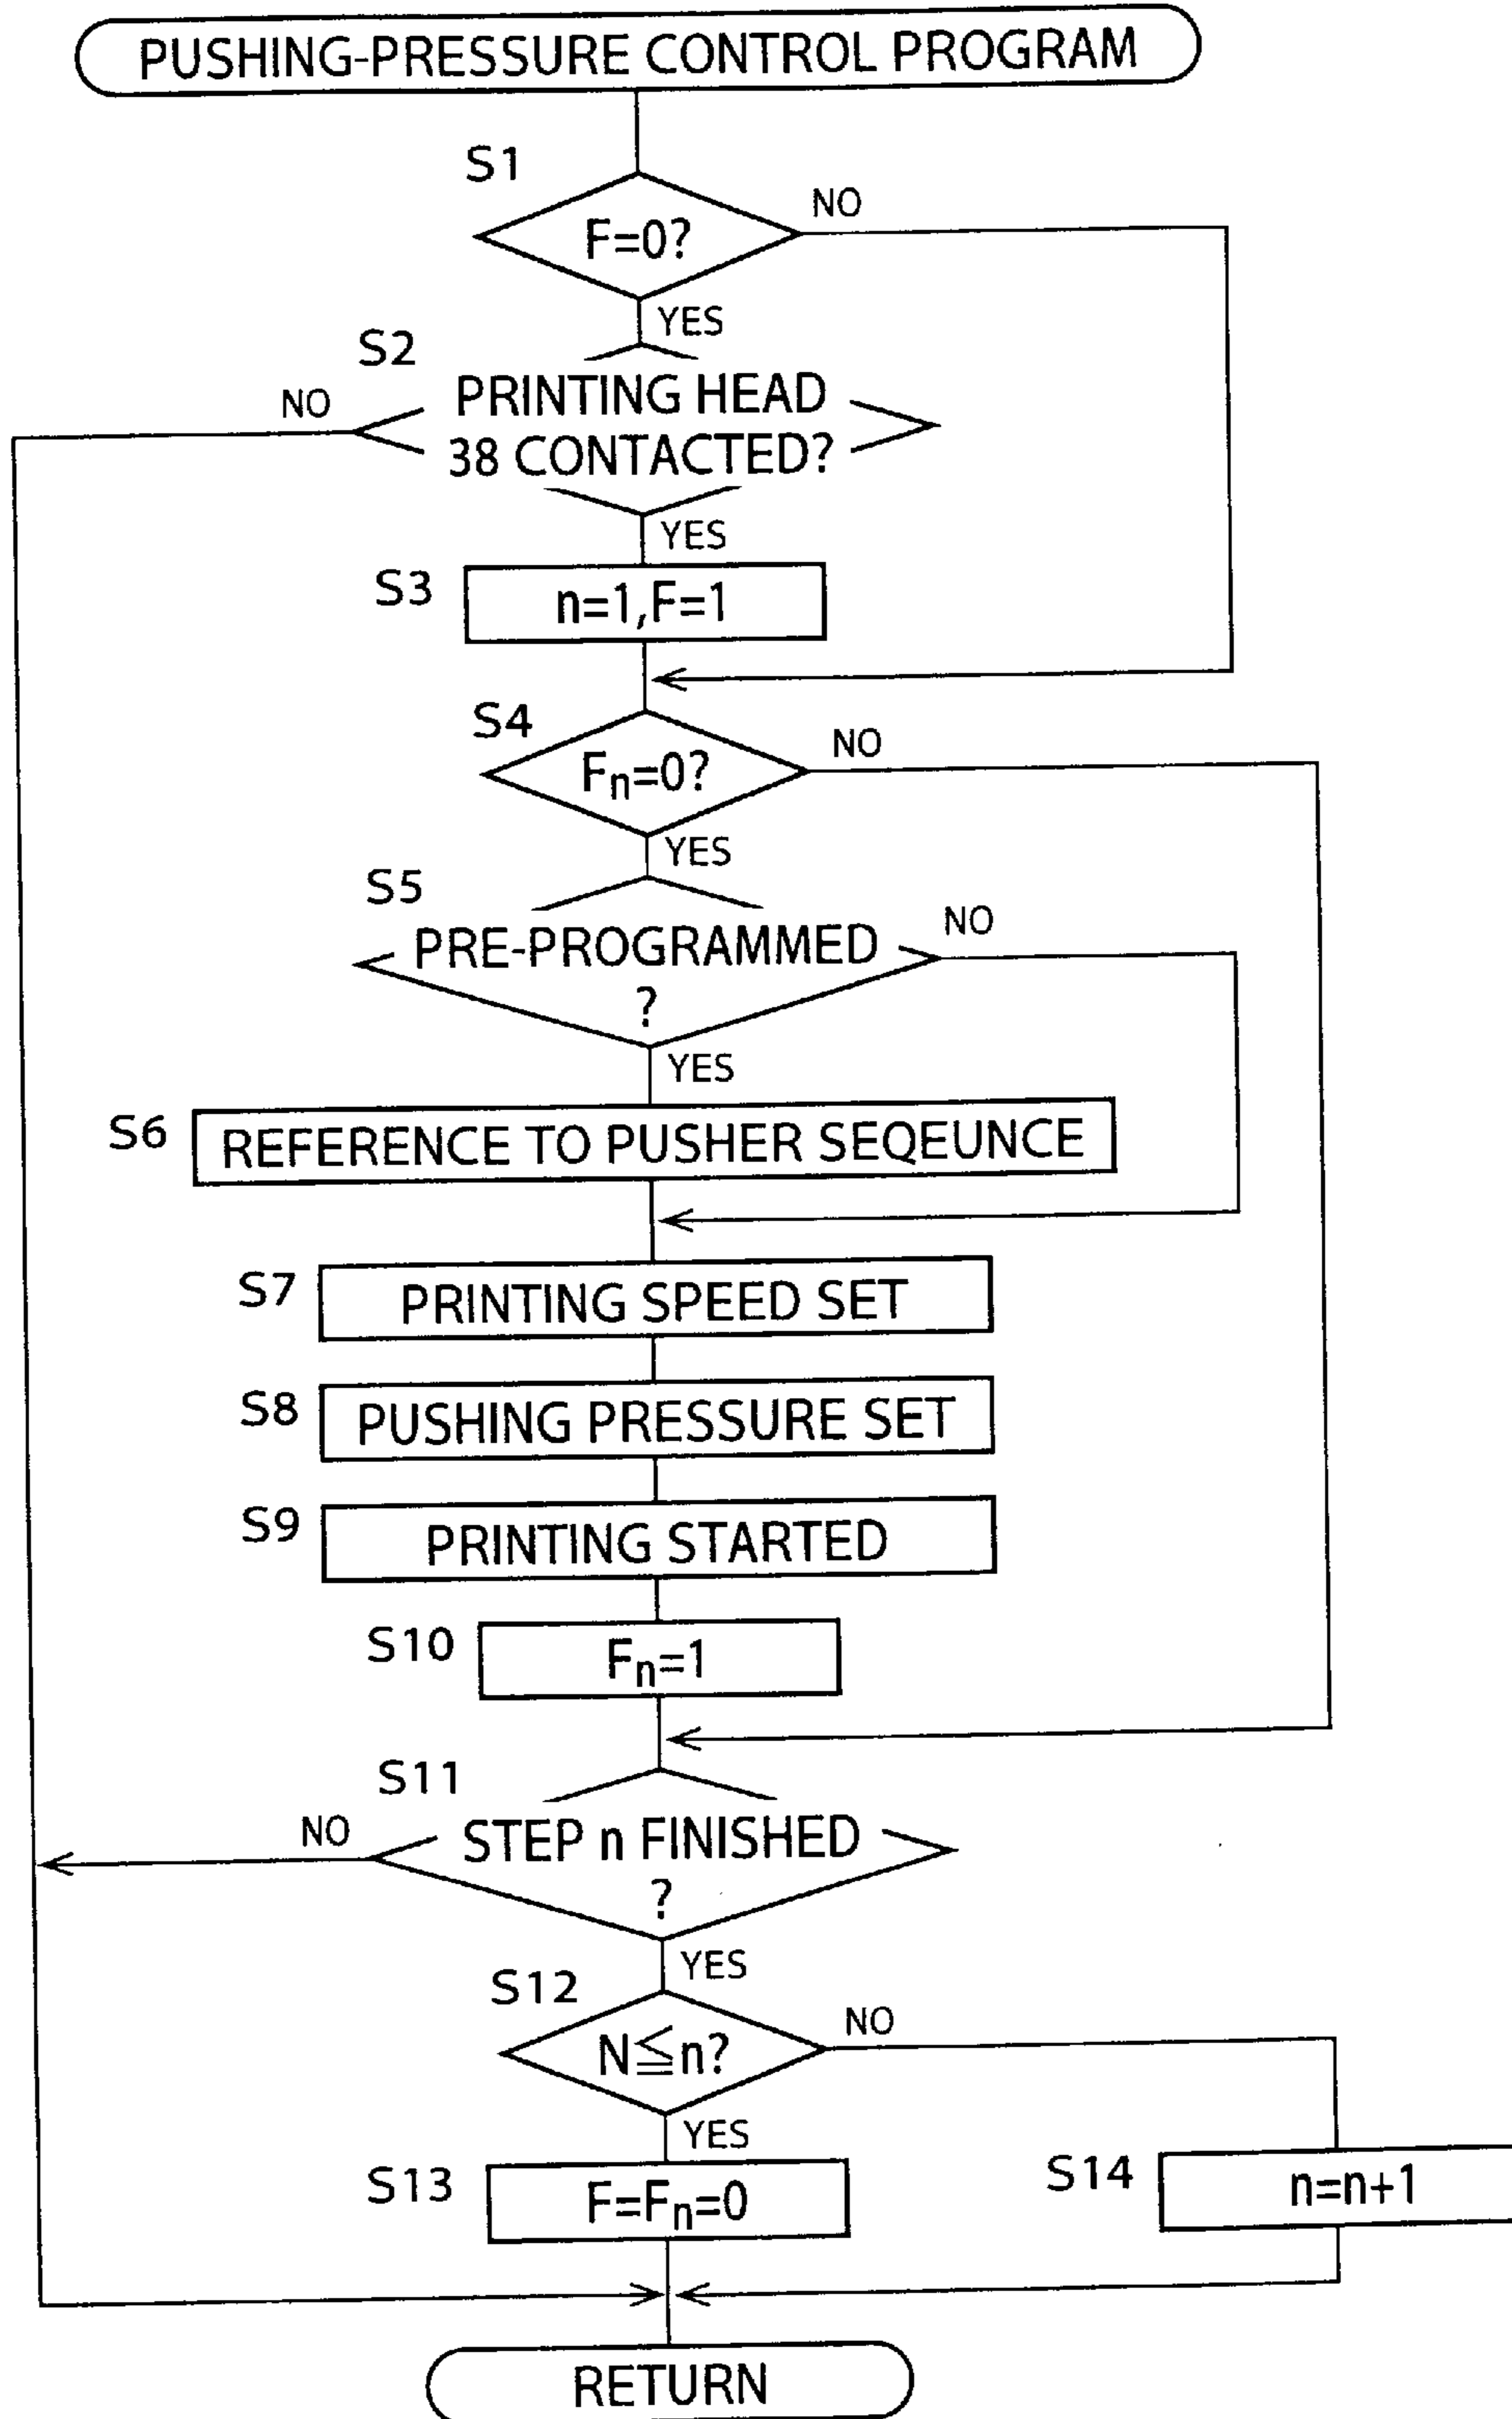 PUSHING-PRESSURE CONTROL PROGRAM
S1
F=0?
NO
YES
S2
NO
PRINTING HEAD
38 CONTACTED?
YES
S3
n=1,F=1
S4
Fn=0?
NO
YES
S5
PRE-PROGRAMMED
?
NO
YES
S6
REFERENCE TO PUSHER SEQEUNCE
S7
PRINTING SPEED SET
S8
PUSHING PRESSURE SET
S9
PRINTING STARTED
S10
Fn=1
S11
NO
STEP n FINISHED
?
YES
S12
N≦n?
NO
YES
S13
F=Fn=0
S14
n=n+1
RETURN